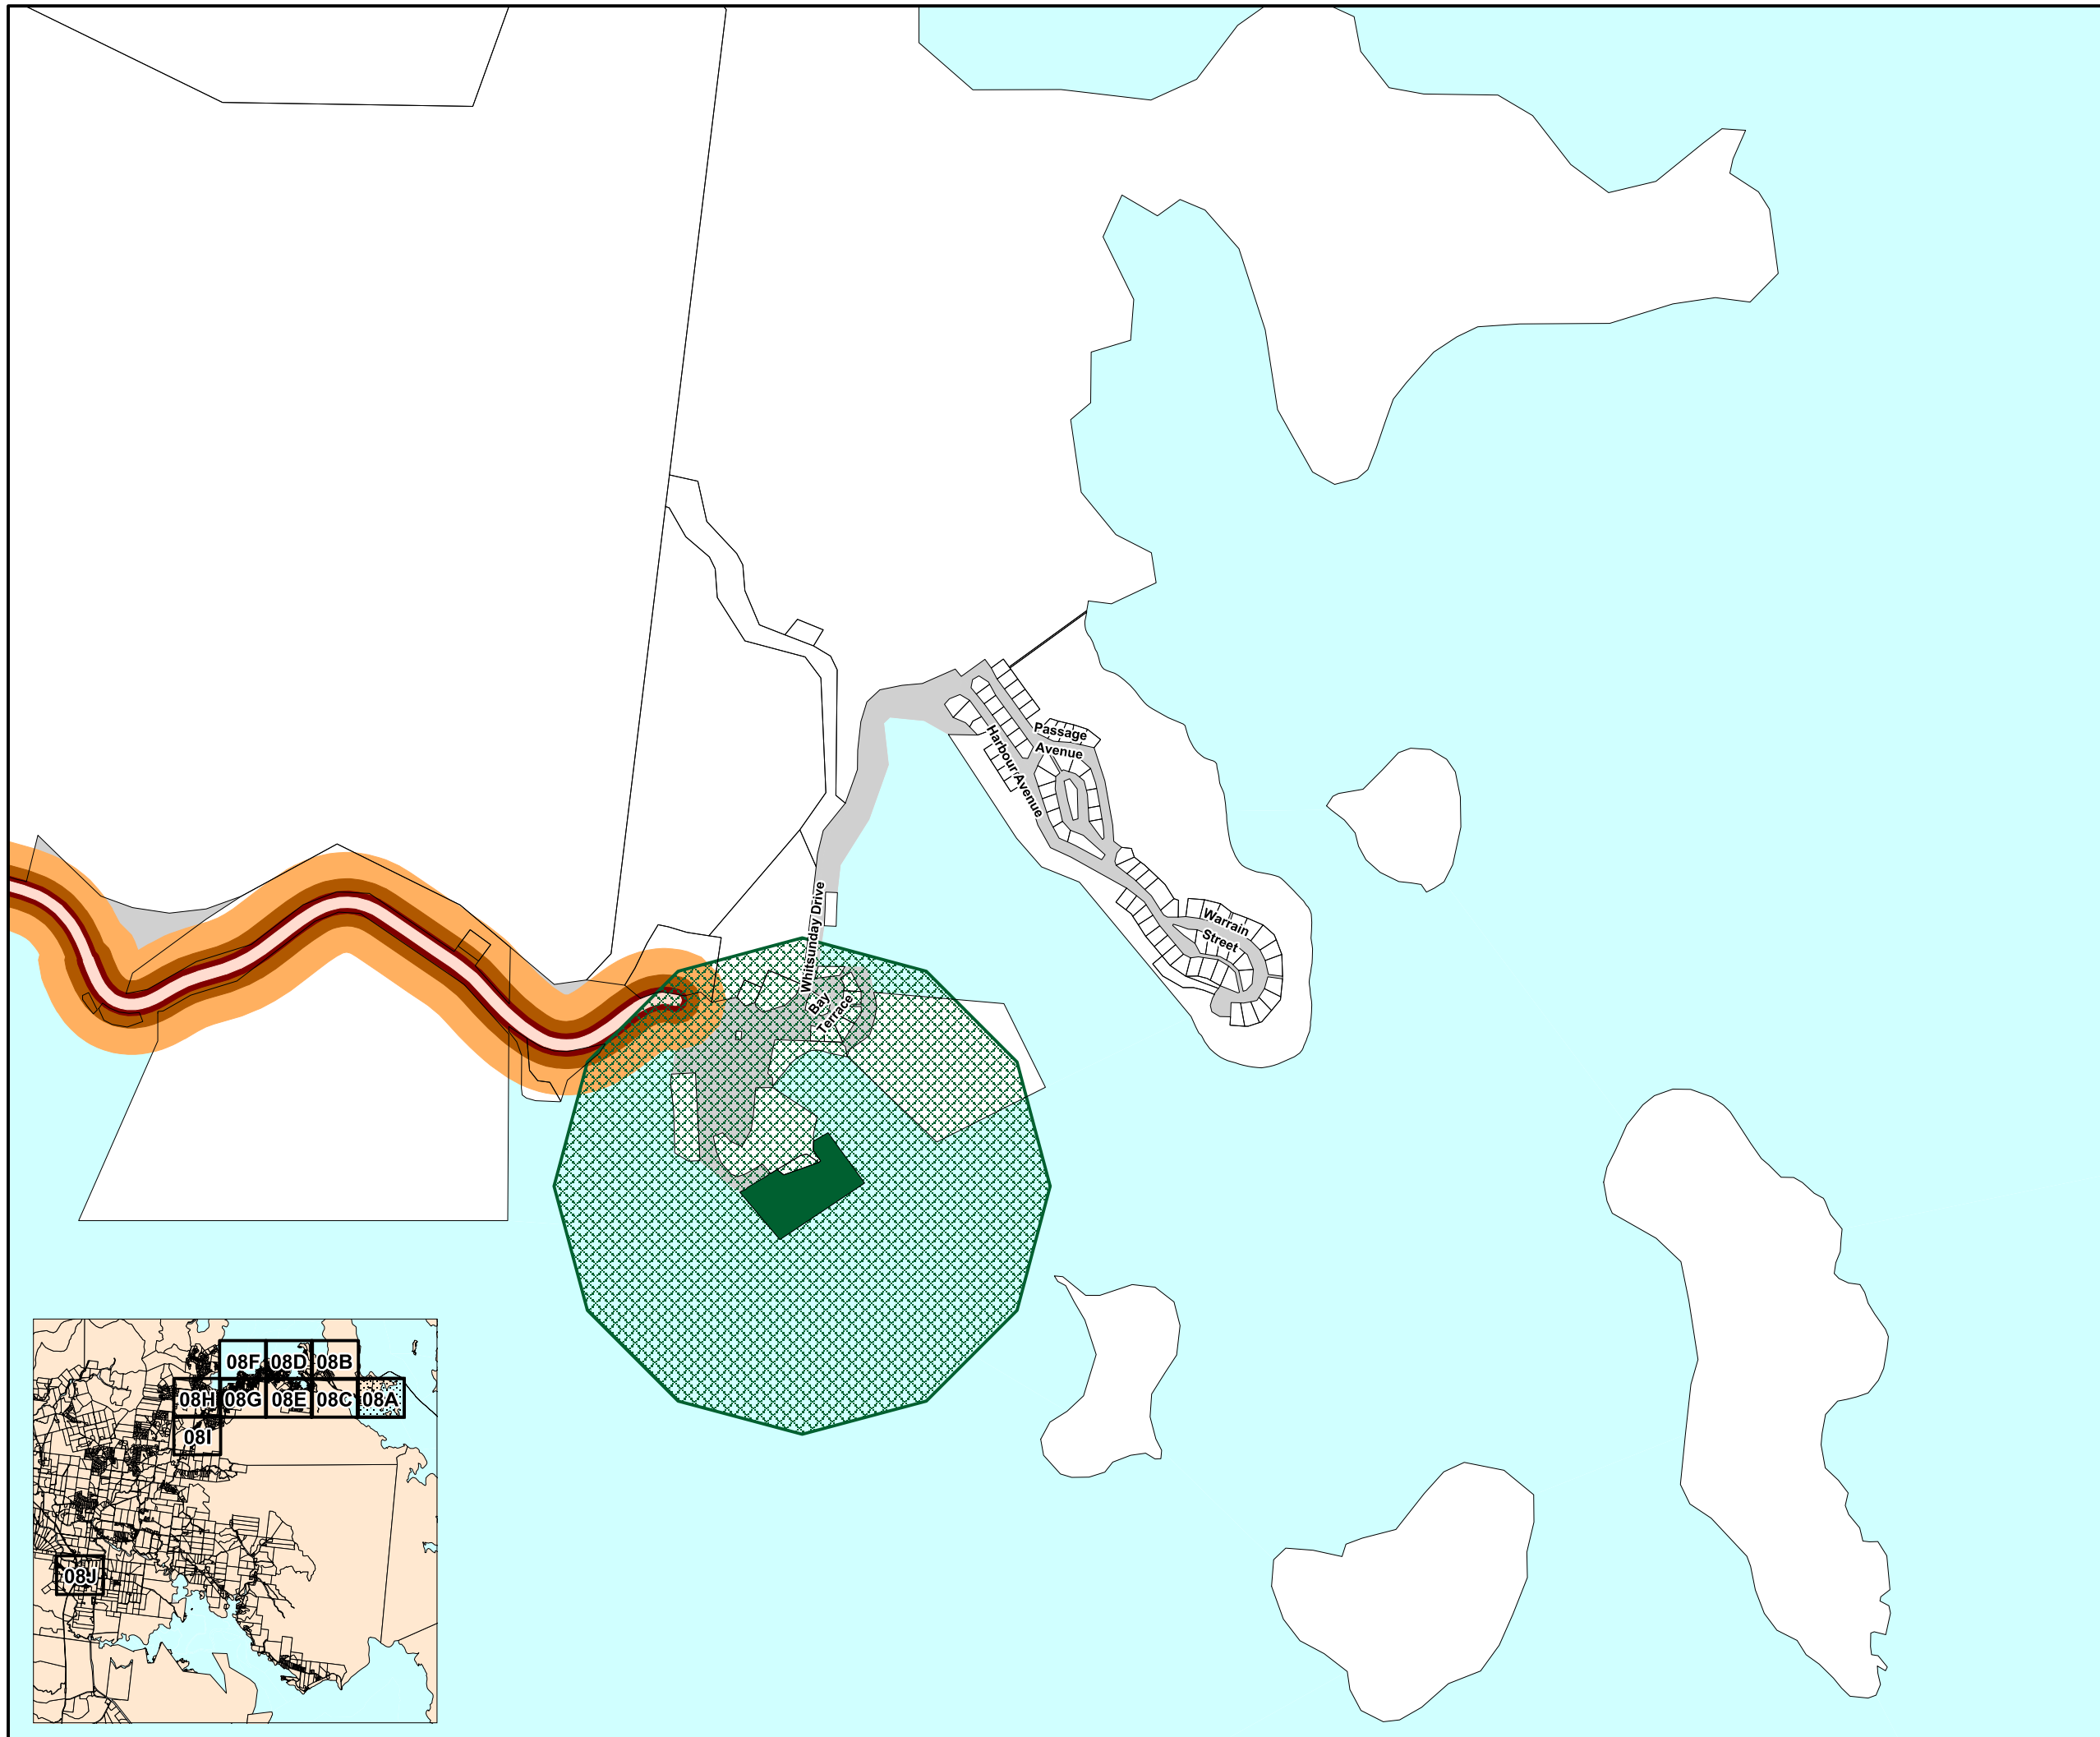 Passage
Avenue
Harbour Avenue
Whitsunday Drive
Warrain
Street
Bay
Terrace
08F 08D 08B
08H 08G 08E 08C 08A
08I
08J